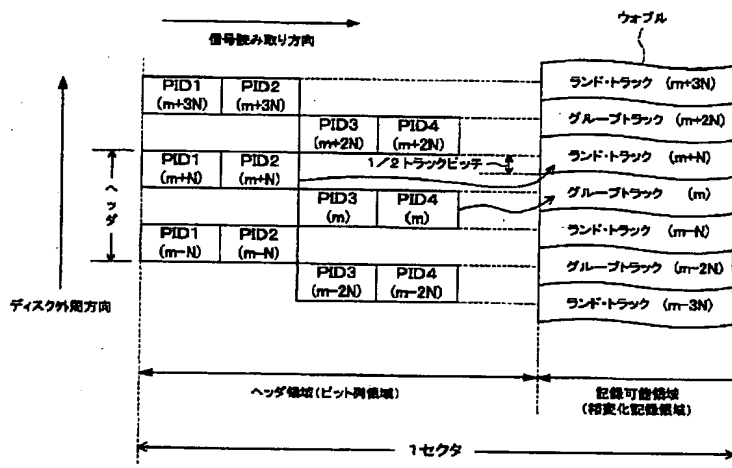 ウォブル
信号読み取り方向
PID1 PID2
(m+3N) (m+3N)
ランド・トラック (m+3N)
PID3 PID4
(m+2N) (m+2N)
グルーブトラック (m+2N)
1/2トラックピッチ
PID1 PID2
(m+N) (m+N)
ランド・トラック (m+N)
ヘッダ
PID3 PID4
(m) (m)
グルーブトラック (m)
PID1 PID2
(m-N) (m-N)
ランド・トラック (m-N)
PID3 PID4
(m-2N) (m-2N)
グルーブトラック (m-2N)
ディスク外周方向
ランド・トラック (m-3N)
ヘッダ領域(ピット列領域)
記録可能領域
(相変化記録領域)
1セクタ